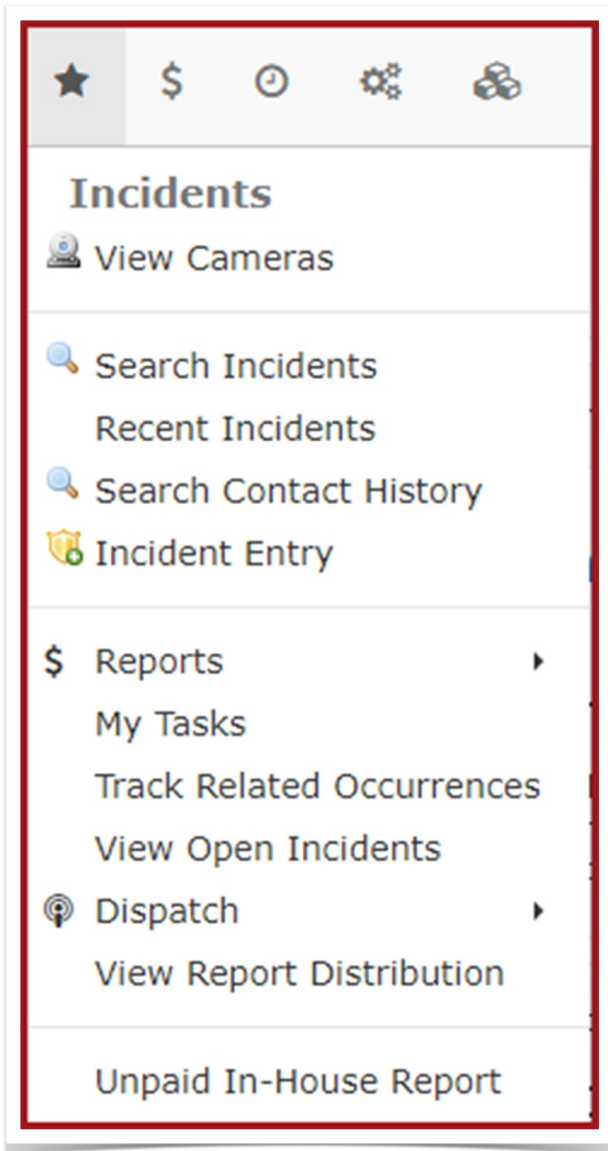 Incidents
View Cameras
Search Incidents
Recent Incidents
Search Contact History
Incident Entry
$ Reports
My Tasks
Track Related Occurrences
View Open Incidents
Dispatch
View Report Distribution
Unpaid In-House Report